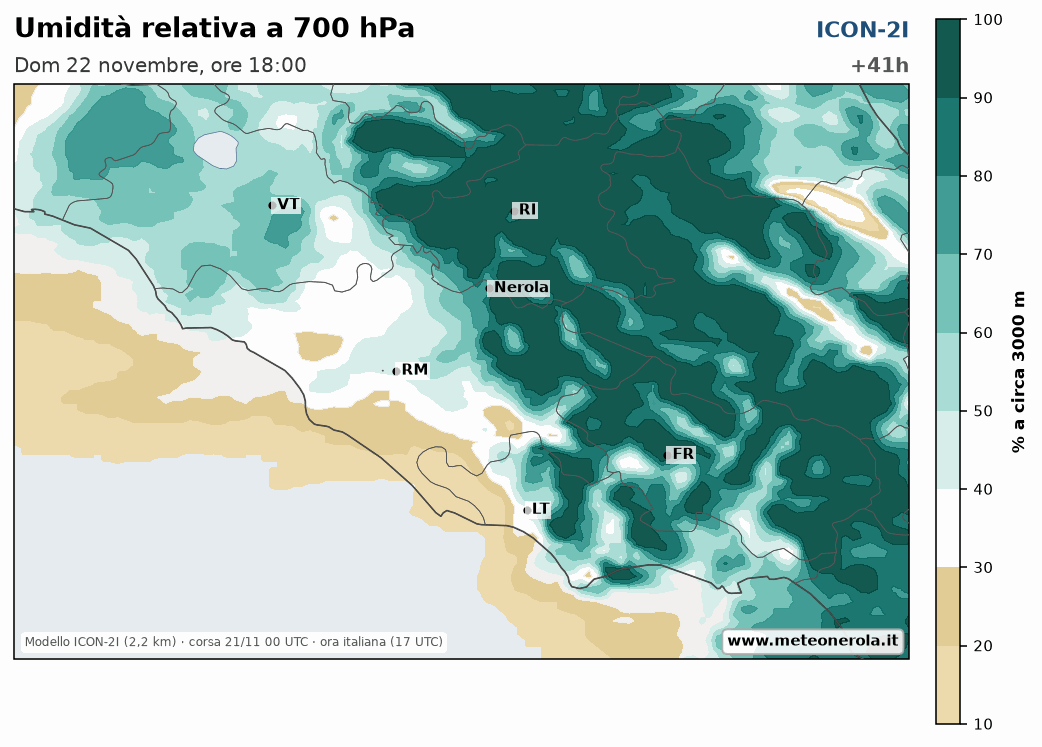 Umidità relativa a 700 hPa
ICON-2I
Dom 22 novembre, ore 18:00
+41h
VT
RI
Nerola
RM
FR
LT
Modello ICON-2I (2,2 km) · corsa 21/11 00 UTC · ora italiana (17 UTC)
www.meteonerola.it
100
90
80
70
60
50
40
30
20
10
% a circa 3000 m